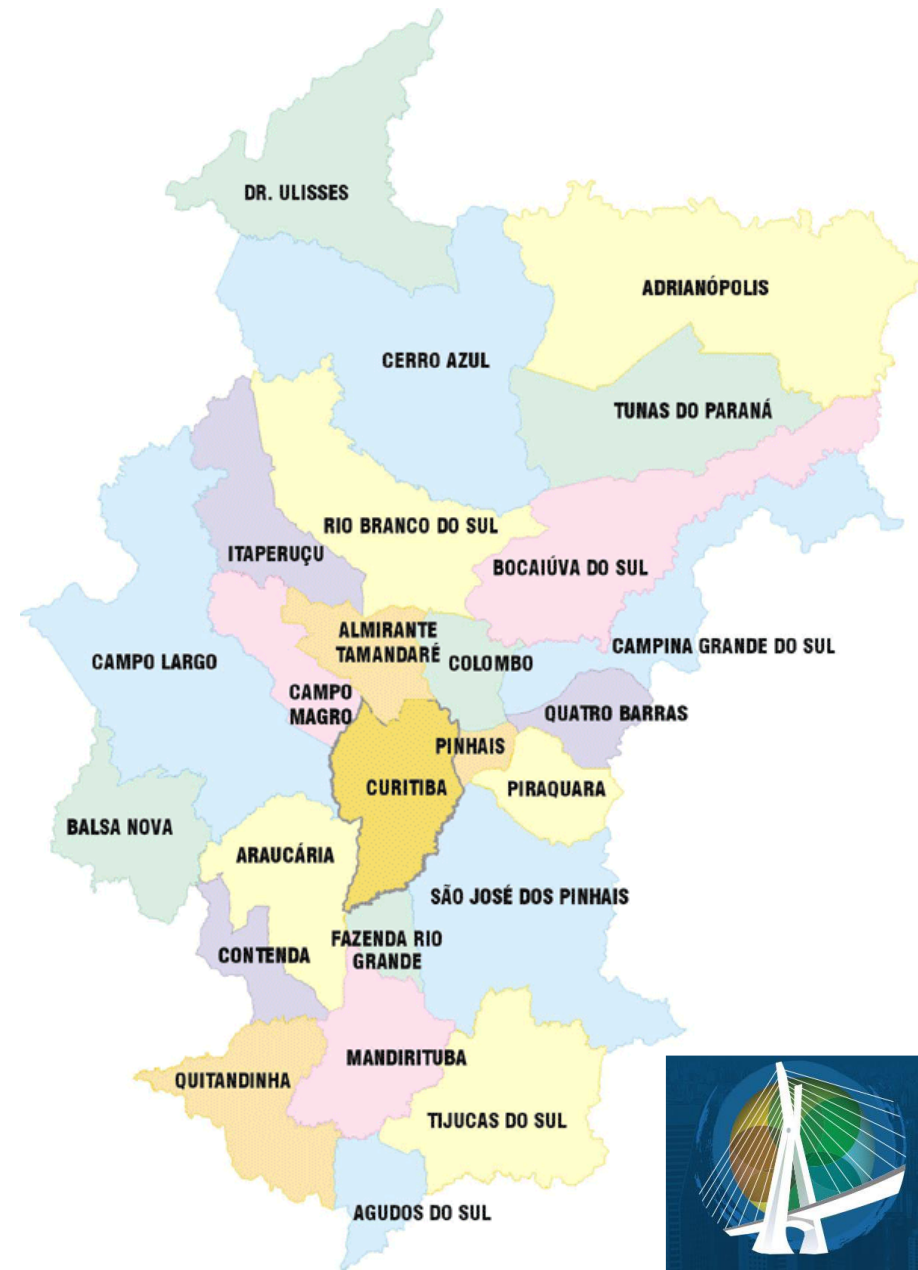 DR. ULISSES
ADRIANÓPOLIS
CERRO AZUL
TUNAS DO PARANÁ
RIO BRANCO DO SUL
ITAPERUÇU
BOCAIÚVA DO SUL
ALMIRANTE
TAMANDARÉ
CAMPINA GRANDE DO SUL
CAMPO LARGO
COLOMBO
CAMPO
MAGRO
QUATRO BARRAS
PINHAIS
CURITIBA
PIRAQUARA
BALSA NOVA
ARAUCÁRIA
SÃO JOSÉ DOS PINHAIS
FAZENDA RIO
GRANDE
CONTENDA
MANDIRITUBA
QUITANDINHA
TIJUCAS DO SUL
AGUDOS DO SUL